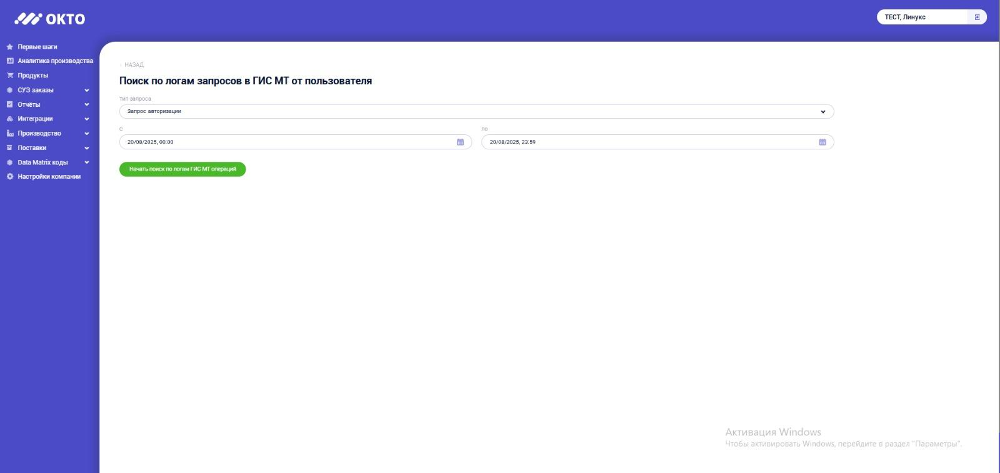 ОКТО
ТЕСТ, Линукс
Первые шаги
Аналитика производства
Продукты
СУЗ заказы
Отчёты
Интеграции
Производство
Поставки
Data Matrix коды
Настройки компании
НАЗАД
Поиск по логам запросов в ГИС МТ от пользователя
Тип запроса
Запрос авторизации
С
по
20/08/2025, 00:00
20/08/2025, 23:59
Начать поиск по логам ГИС МТ операций
Активация Windows
Чтобы активировать Windows, перейдите в раздел "Параметры".